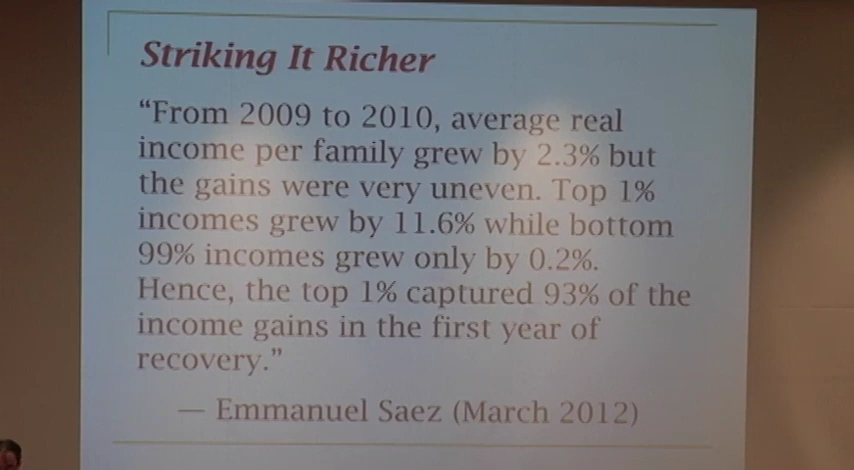 Striking It Richer
“From 2009 to 2010, average real
income per family grew by 2.3% but
the gains were very uneven. Top 1%
incomes grew by 11.6% while bottom
99% incomes grew only by 0.2%.
Hence, the top 1% captured 93% of the
income gains in the first year of
recovery.”
— Emmanuel Saez (March 2012)